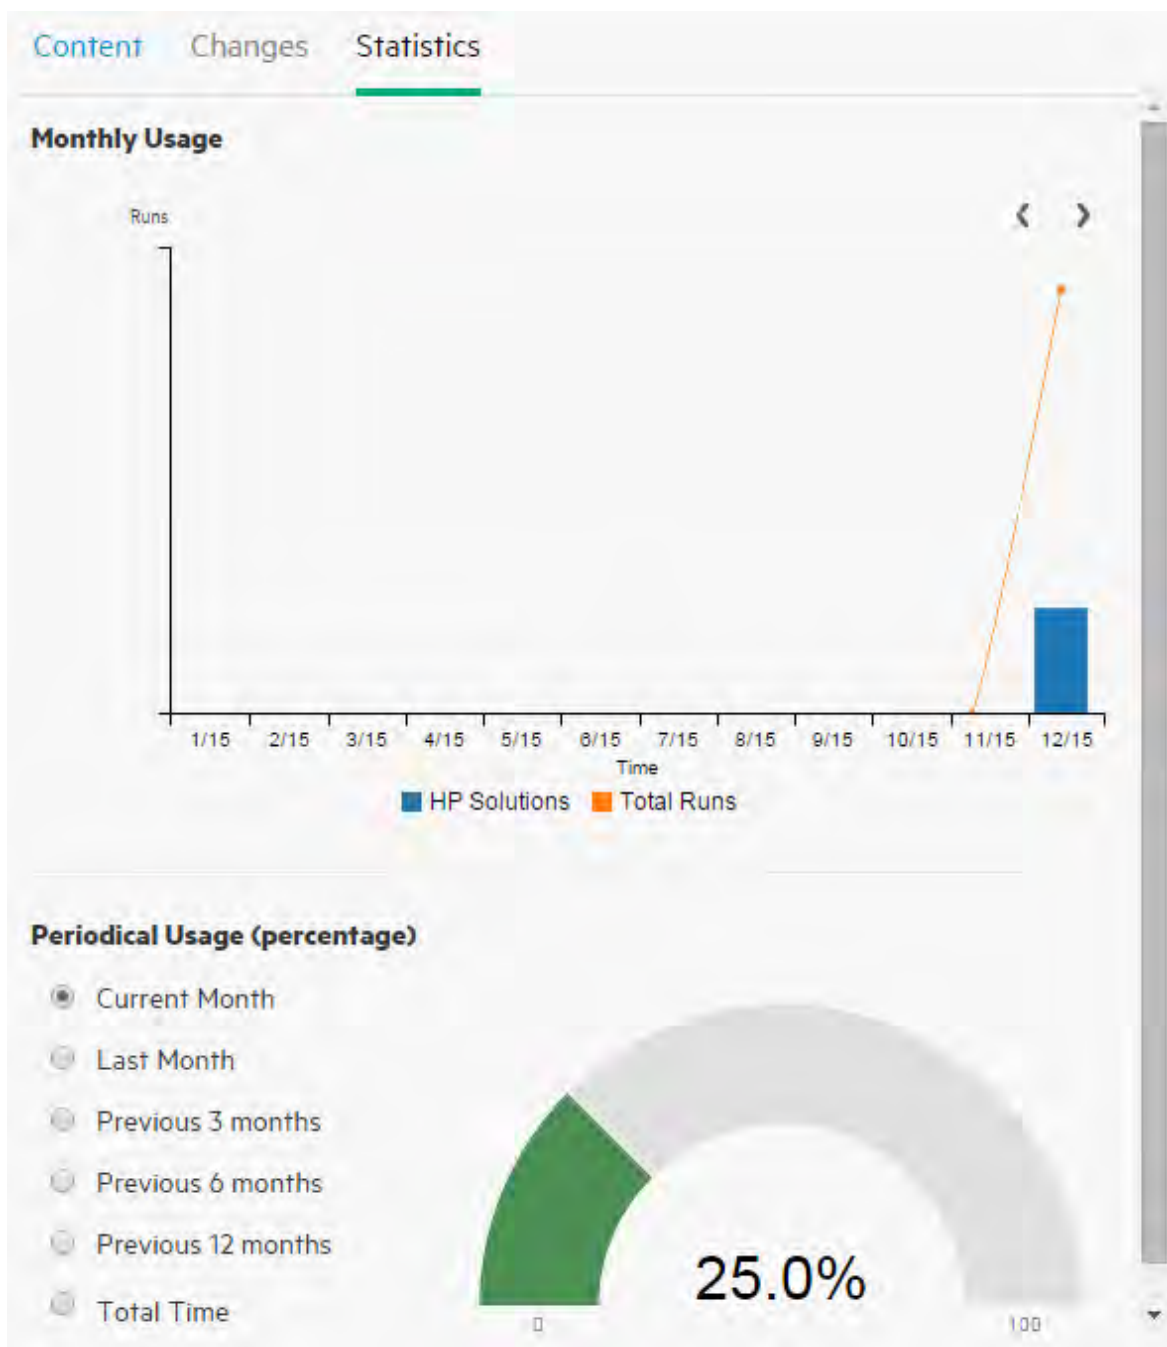 Content Changes Statistics
Monthly Usage
Runs
1/15 2/15 3/15 4/15 5/15 6/15 7/15 8/15 9/15 10/15 11/15 12/15
Time
HP Solutions Total Runs
Periodical Usage (percentage)
Current Month
Last Month
Previous 3 months
Previous 6 months
Previous 12 months
Total Time
25.0%
0 100